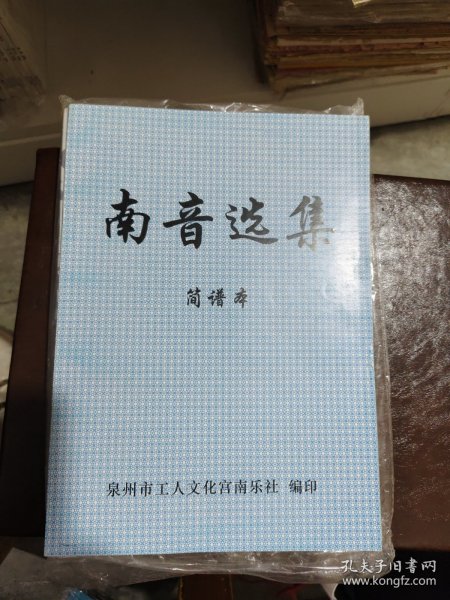 南音选集
简谱本
泉州市工人文化宫南乐社 编印
孔夫子旧书网
www.kongfz.com